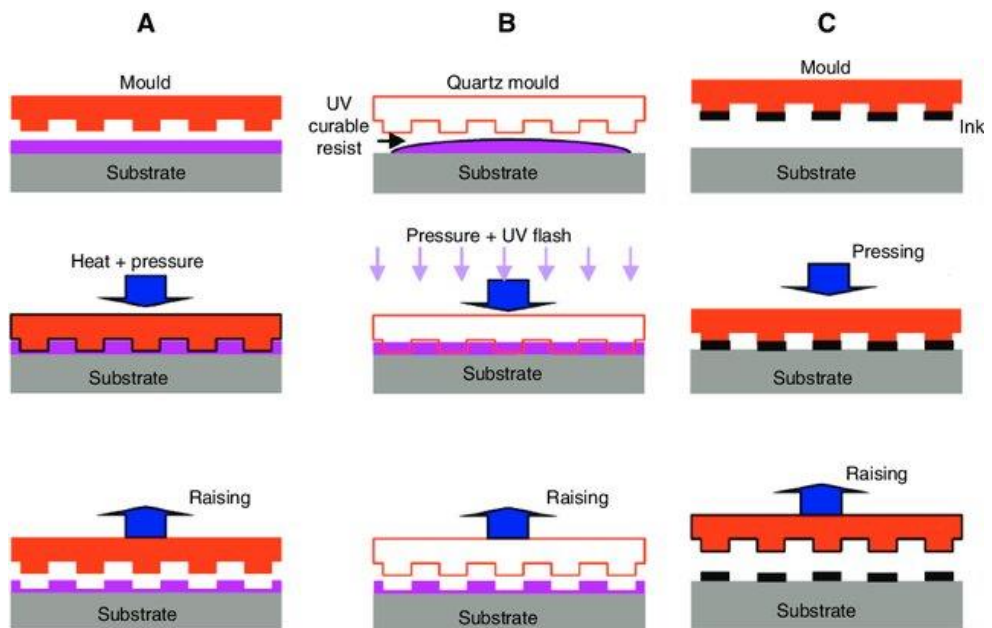 A
B
C
Mould
Substrate
Quartz mould
UV
curable
resist
Substrate
Mould
Ink
Substrate
Heat + pressure
Substrate
Pressure + UV flash
Substrate
Pressing
Substrate
Raising
Substrate
Raising
Substrate
Raising
Substrate